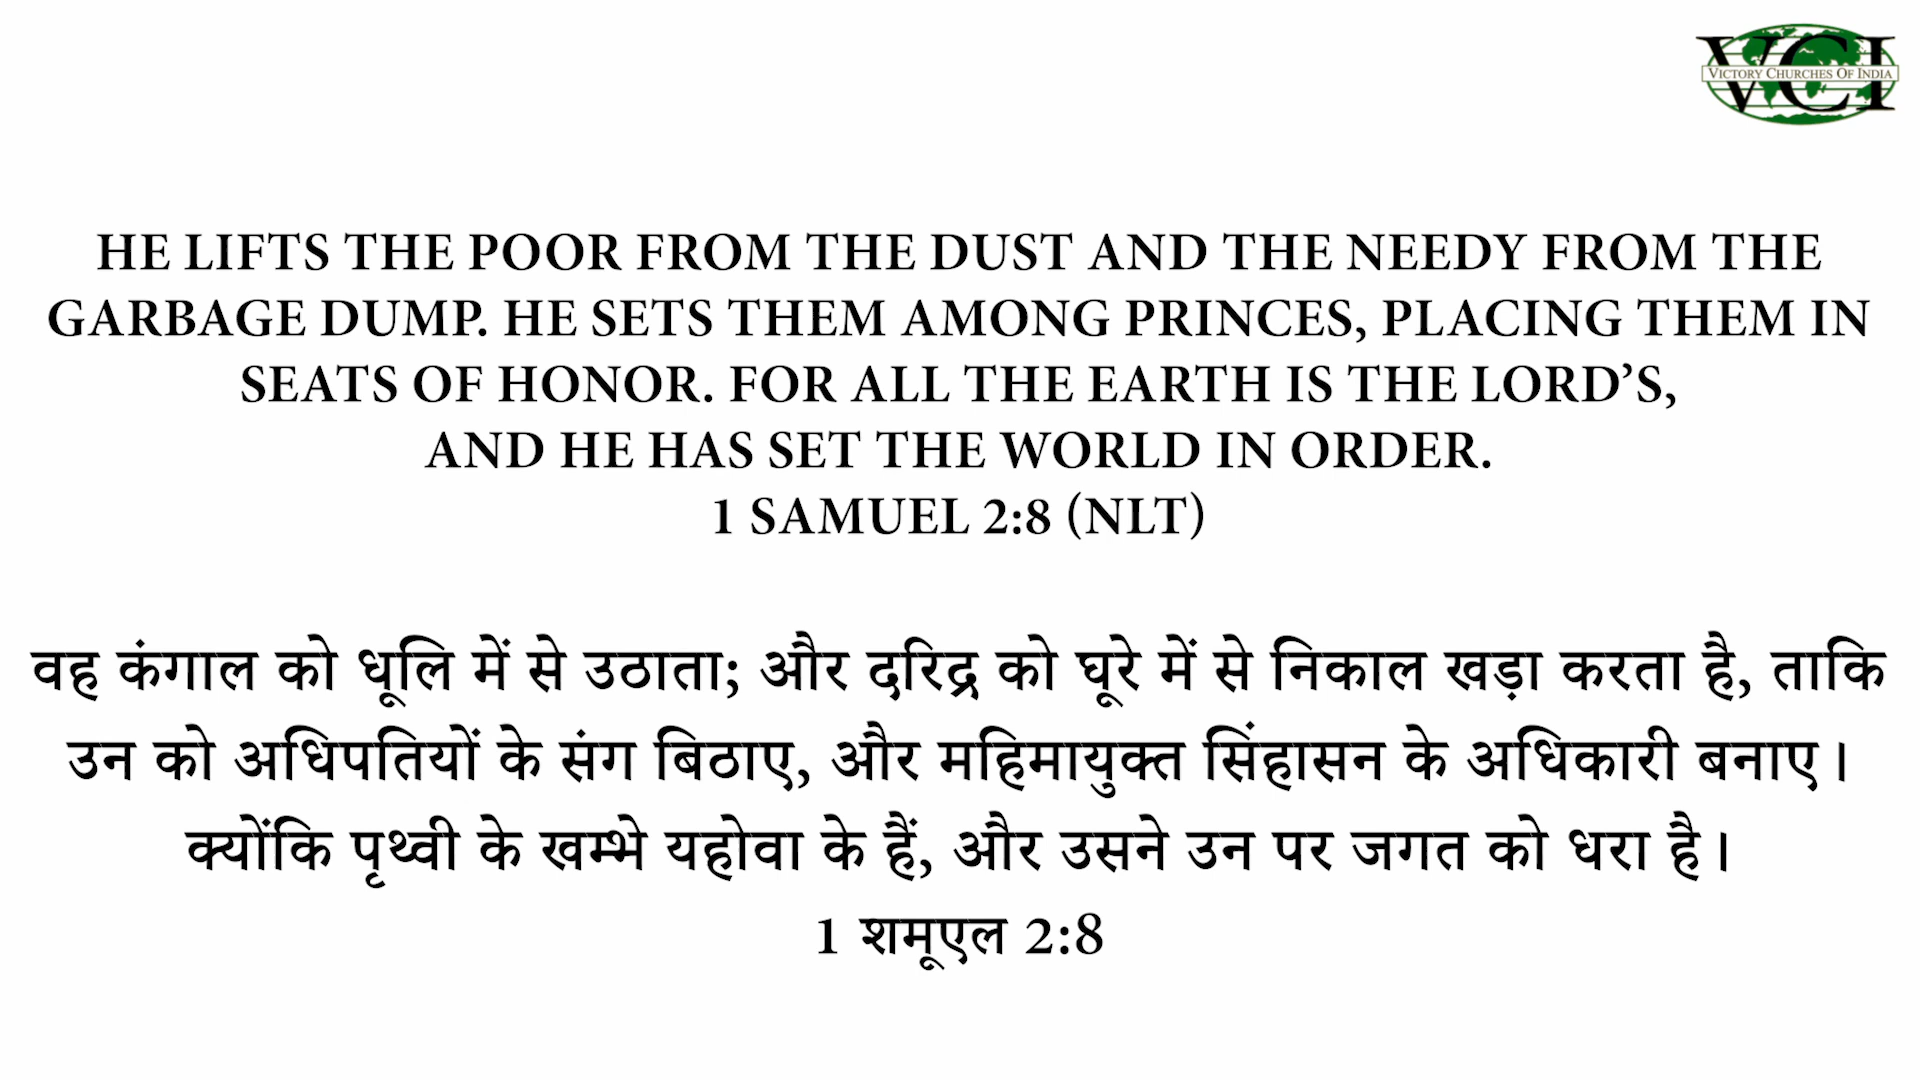 VCI
VICTORY CHURCHES OF INDIA
HE LIFTS THE POOR FROM THE DUST AND THE NEEDY FROM THE
GARBAGE DUMP. HE SETS THEM AMONG PRINCES, PLACING THEM IN
SEATS OF HONOR. FOR ALL THE EARTH IS THE LORD’S,
AND HE HAS SET THE WORLD IN ORDER.
1 SAMUEL 2:8 (NLT)
वह कंगाल को धूलि में से उठाता; और दरिद्र को घूरे में से निकाल खड़ा करता है, ताकि
उन को अधिपतियों के संग बिठाए, और महिमायुक्त सिंहासन के अधिकारी बनाए।
क्योंकि पृथ्वी के खम्भे यहोवा के हैं, और उसने उन पर जगत को धरा है।
1 शमूएल 2:8